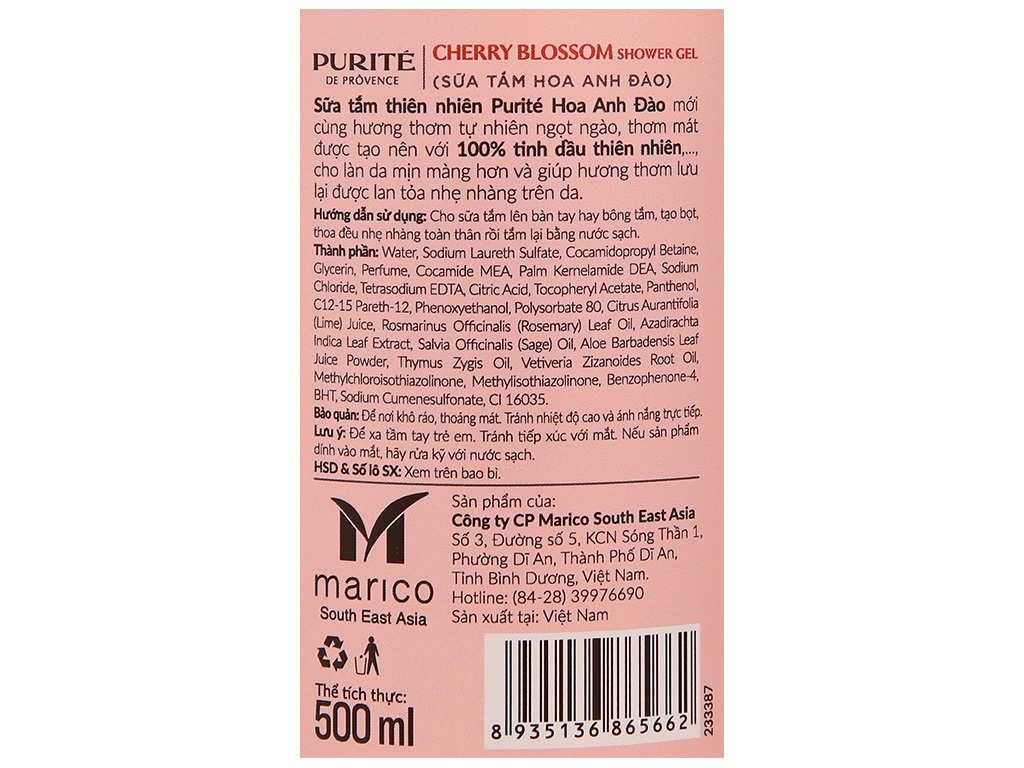 PURITÉ
DE PRÔVENCE
CHERRY BLOSSOM SHOWER GEL
(SỮA TẮM HOA ANH ĐÀO)
Sữa tắm thiên nhiên Purité Hoa Anh Đào mới
cùng hương thơm tự nhiên ngọt ngào, thơm mát
được tạo nên với 100% tinh dầu thiên nhiên,...,
cho làn da mịn màng hơn và giúp hương thơm lưu
lại được lan tỏa nhẹ nhàng trên da.
Hướng dẫn sử dụng: Cho sữa tắm lên bàn tay hay bông tắm, tạo bọt,
thoa đều nhẹ nhàng toàn thân rồi tắm lại bằng nước sạch.
Thành phần: Water, Sodium Laureth Sulfate, Cocamidopropyl Betaine,
Glycerin, Perfume, Cocamide MEA, Palm Kernelamide DEA, Sodium
Chloride, Tetrasodium EDTA, Citric Acid, Tocopheryl Acetate, Panthenol,
C12-15 Pareth-12, Phenoxyethanol, Polysorbate 80, Citrus Aurantifolia
(Lime) Juice, Rosmarinus Officinalis (Rosemary) Leaf Oil, Azadirachta
Indica Leaf Extract, Salvia Officinalis (Sage) Oil, Aloe Barbadensis Leaf
Juice Powder, Thymus Zygis Oil, Vetiveria Zizanoides Root Oil,
Methylchloroisothiazolinone, Methylisothiazolinone, Benzophenone-4,
BHT, Sodium Cumenesulfonate, CI 16035.
Bảo quản: Để nơi khô ráo, thoáng mát. Tránh nhiệt độ cao và ánh nắng trực tiếp.
Lưu ý: Để xa tầm tay trẻ em. Tránh tiếp xúc với mắt. Nếu sản phẩm
dính vào mắt, hãy rửa kỹ với nước sạch.
HSD & Số lô SX: Xem trên bao bì.
marico
South East Asia
Sản phẩm của:
Công ty CP Marico South East Asia
Số 3, Đường số 5, KCN Sóng Thần 1,
Phường Dĩ An, Thành Phố Dĩ An,
Tỉnh Bình Dương, Việt Nam.
Hotline: (84-28) 39976690
Sản xuất tại: Việt Nam
Thể tích thực:
500 ml
8 935136 865662
233387